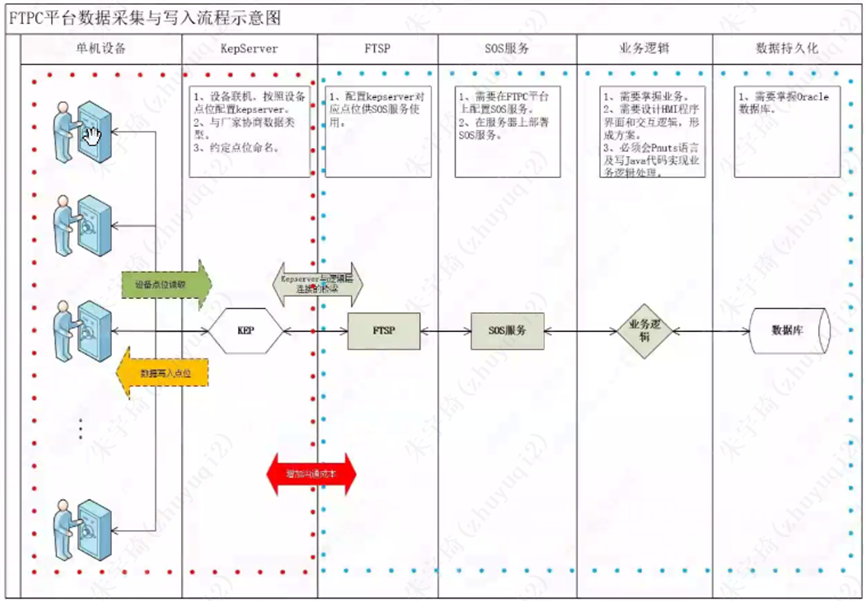 FTPC平台数据采集与写入流程示意图
单机设备
KepServer
FTSP
SOS服务
业务逻辑
数据持久化
1、设备联机，按照设备
点位配置kepserver。
2、与厂家协商数据类
型。
3、约定点位命名。
1、配置kepserver对
应点位供SOS服务使
用。
1、需要在FTPC平台
上配置SOS服务。
2、在服务器上部署
SOS服务。
1、需要掌握业务。
2、需要设计HMI程序
界面和交互逻辑，形
成方案。
3、必须会Pnuts语言
及写Java代码实现业
务逻辑处理。
1、需要掌握Oracle
数据库。
设备点位读取
Kepserver与逻辑层
连接的桥梁
KEP
FTSP
SOS服务
业务逻
辑
数据库
数据写入点位
增加沟通成本
朱宇琦(zhuyuqi2)